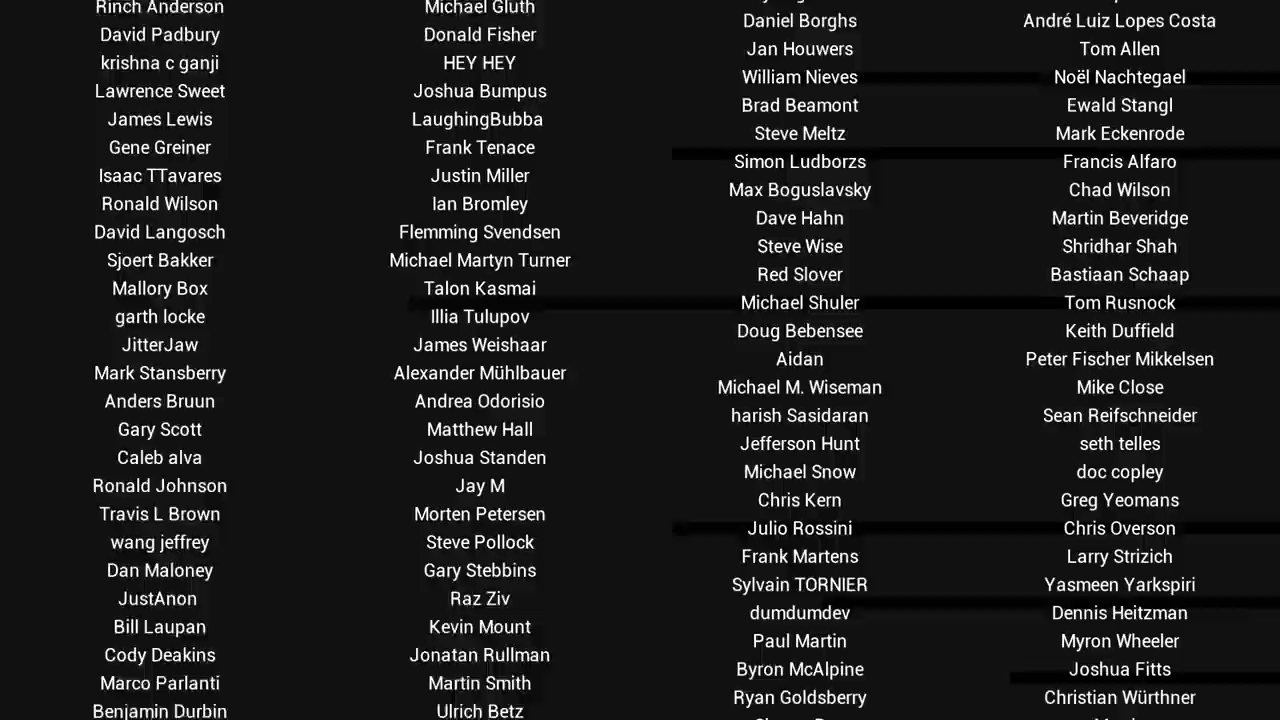 Rinch Anderson
David Padbury
krishna c ganji
Lawrence Sweet
James Lewis
Gene Greiner
Isaac TTavares
Ronald Wilson
David Langosch
Sjoert Bakker
Mallory Box
garth locke
JitterJaw
Mark Stansberry
Anders Bruun
Gary Scott
Caleb alva
Ronald Johnson
Travis L Brown
wang jeffrey
Dan Maloney
JustAnon
Bill Laupan
Cody Deakins
Marco Parlanti
Benjamin Durbin
Michael Gluth
Donald Fisher
HEY HEY
Joshua Bumpus
LaughingBubba
Frank Tenace
Justin Miller
Ian Bromley
Flemming Svendsen
Michael Martyn Turner
Talon Kasmai
Illia Tulupov
James Weishaar
Alexander Mühlbauer
Andrea Odorisio
Matthew Hall
Joshua Standen
Jay M
Morten Petersen
Steve Pollock
Gary Stebbins
Raz Ziv
Kevin Mount
Jonatan Rullman
Martin Smith
Ulrich Betz
Daniel Borghs
Jan Houwers
William Nieves
Brad Beamont
Steve Meltz
Simon Ludborzs
Max Boguslavsky
Dave Hahn
Steve Wise
Red Slover
Michael Shuler
Doug Bebensee
Aidan
Michael M. Wiseman
harish Sasidaran
Jefferson Hunt
Michael Snow
Chris Kern
Julio Rossini
Frank Martens
Sylvain TORNIER
dumdumdev
Paul Martin
Byron McAlpine
Ryan Goldsberry
André Luiz Lopes Costa
Tom Allen
Noël Nachtegael
Ewald Stangl
Mark Eckenrode
Francis Alfaro
Chad Wilson
Martin Beveridge
Shridhar Shah
Bastiaan Schaap
Tom Rusnock
Keith Duffield
Peter Fischer Mikkelsen
Mike Close
Sean Reifschneider
seth telles
doc copley
Greg Yeomans
Chris Overson
Larry Strizich
Yasmeen Yarkspiri
Dennis Heitzman
Myron Wheeler
Joshua Fitts
Christian Würthner